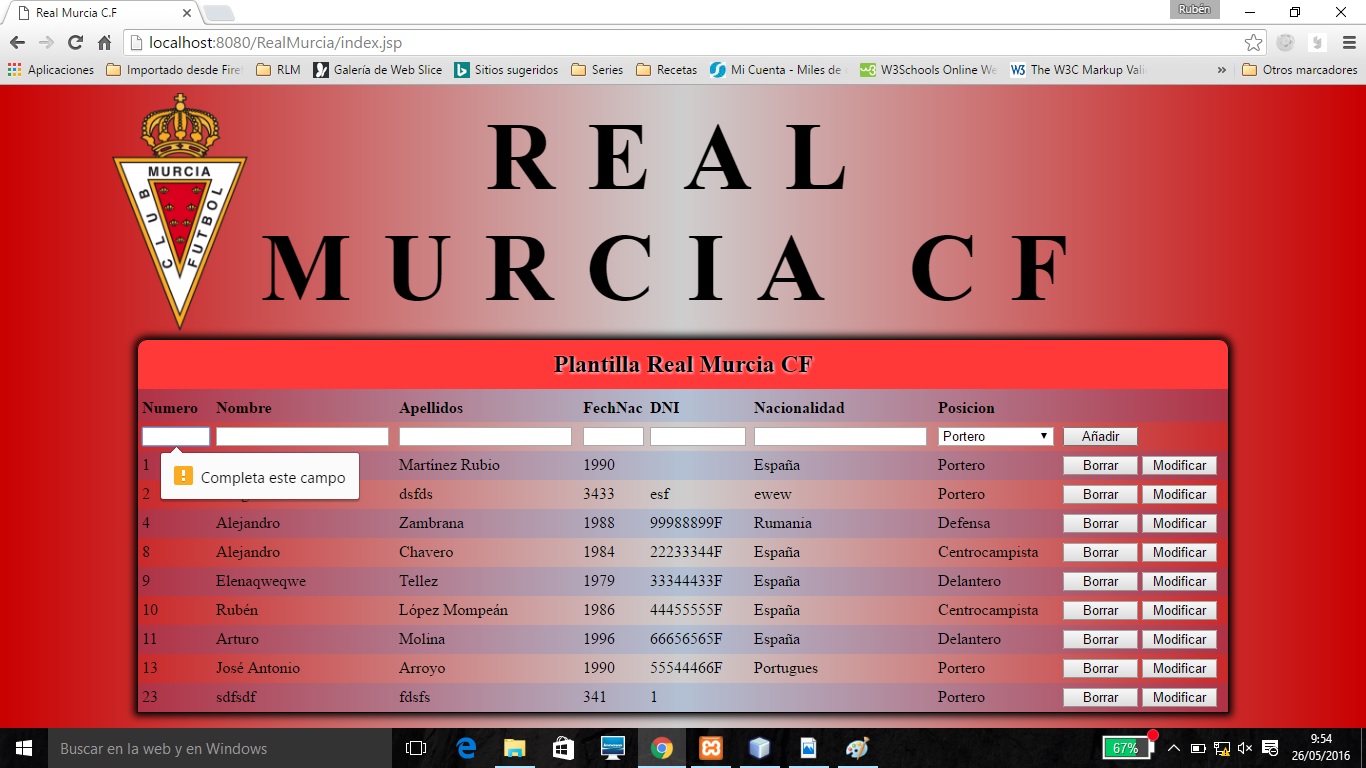 Real Murcia C.F
Rubén
localhost:8080/RealMurcia/index.jsp
Aplicaciones Importado desde Firef RLM Galería de Web Slice Sitios sugeridos Series Recetas Mi Cuenta - Miles de W3Schools Online We The W3C Markup Vali » Otros marcadores
MURCIA
CLUB
FUTBOL
REAL
MURCIA CF
Plantilla Real Murcia CF
Numero Nombre Apellidos FechNac DNI Nacionalidad Posicion
Portero Añadir
Completa este campo
1 Martínez Rubio 1990 España Portero Borrar Modificar
2 dsfds 3433 esf ewew Portero Borrar Modificar
4 Alejandro Zambrana 1988 99988899F Rumania Defensa Borrar Modificar
8 Alejandro Chavero 1984 22233344F España Centrocampista Borrar Modificar
9 Elenaqweqwe Tellez 1979 33344433F España Delantero Borrar Modificar
10 Rubén López Mompeán 1986 44455555F España Centrocampista Borrar Modificar
11 Arturo Molina 1996 66656565F España Delantero Borrar Modificar
13 José Antonio Arroyo 1990 55544466F Portugues Portero Borrar Modificar
23 sdfsdf fdsfs 341 1 Portero Borrar Modificar
Buscar en la web y en Windows
67%
9:54
26/05/2016